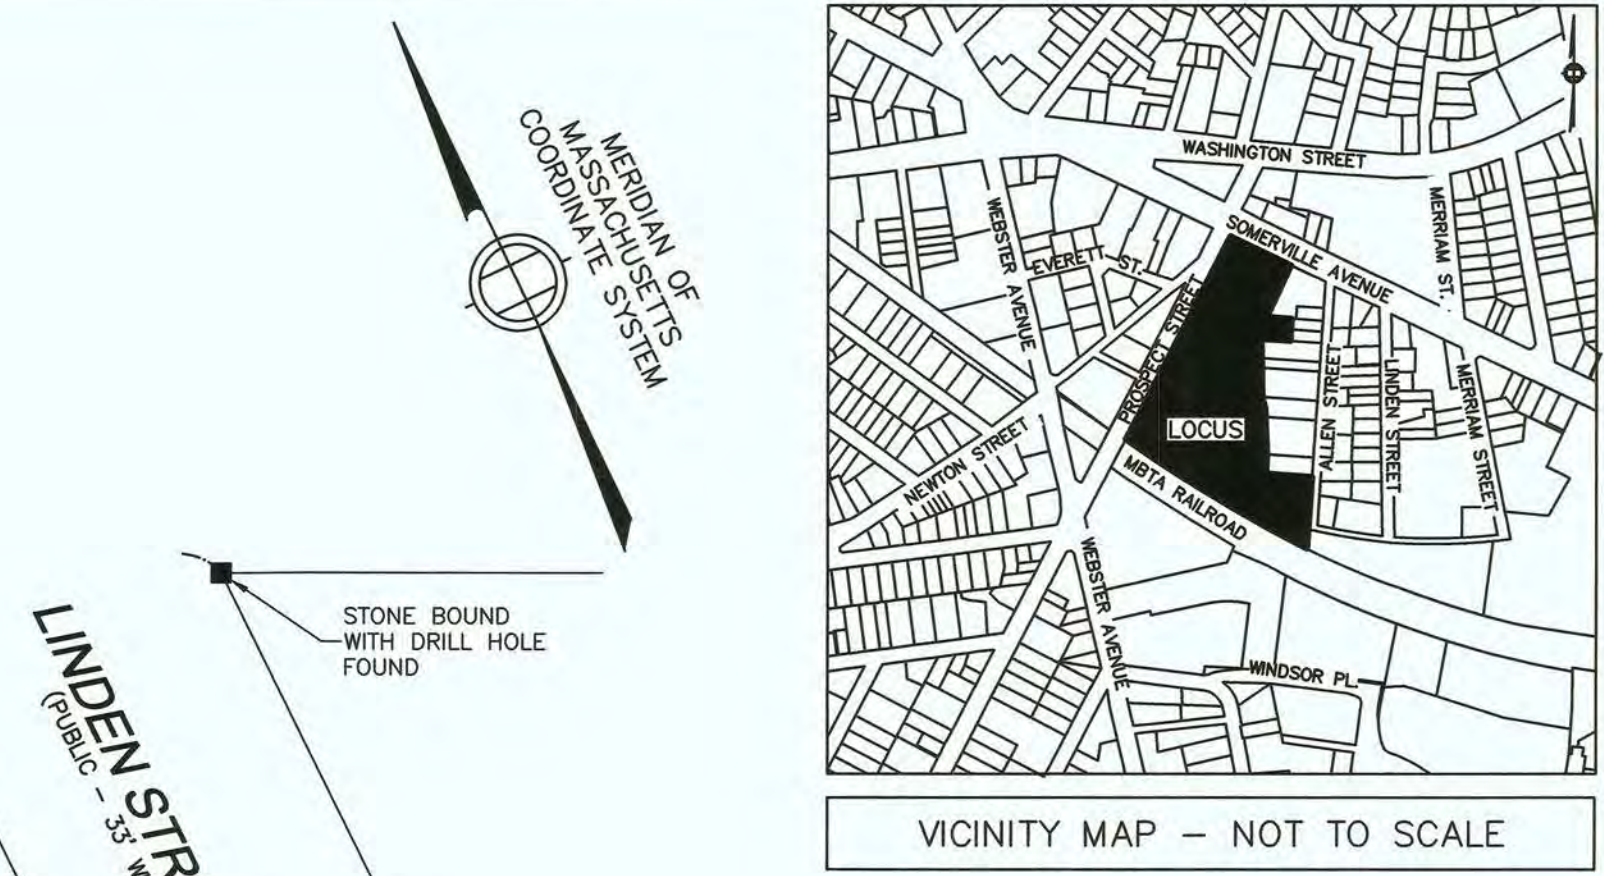 MERIDIAN OF
MASSACHUSETTS
COORDINATE SYSTEM
STONE BOUND
WITH DRILL HOLE
FOUND
LINDEN STR
(PUBLIC - 33'
WASHINGTON STREET
WEBSTER AVENUE
EVERETT ST.
SOMERVILLE AVENUE
MERRIAM ST.
PROSPECT STREET
LOCUS
ALLEN STREET
LINDEN STREET
MERRIAM STREET
NEWTON STREET
MBTA RAILROAD
WEBSTER AVENUE
WINDSOR PL.
VICINITY MAP – NOT TO SCALE